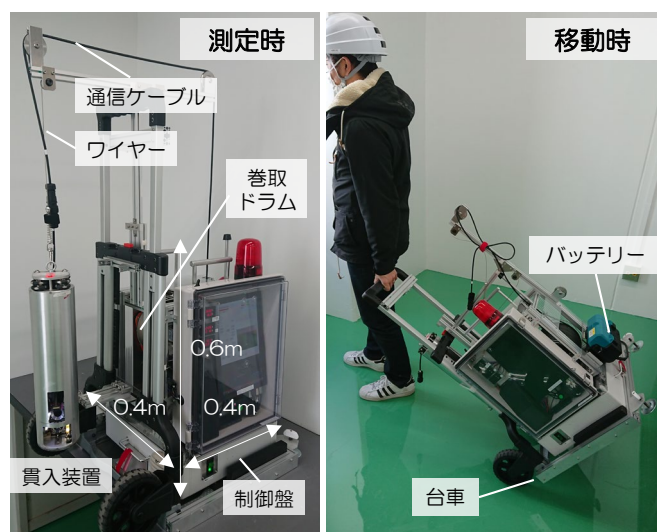 測定時
通信ケーブル
ワイヤー
巻取
ドラム
0.6m
0.4m
0.4m
貫入装置
制御盤
移動時
バッテリー
台車